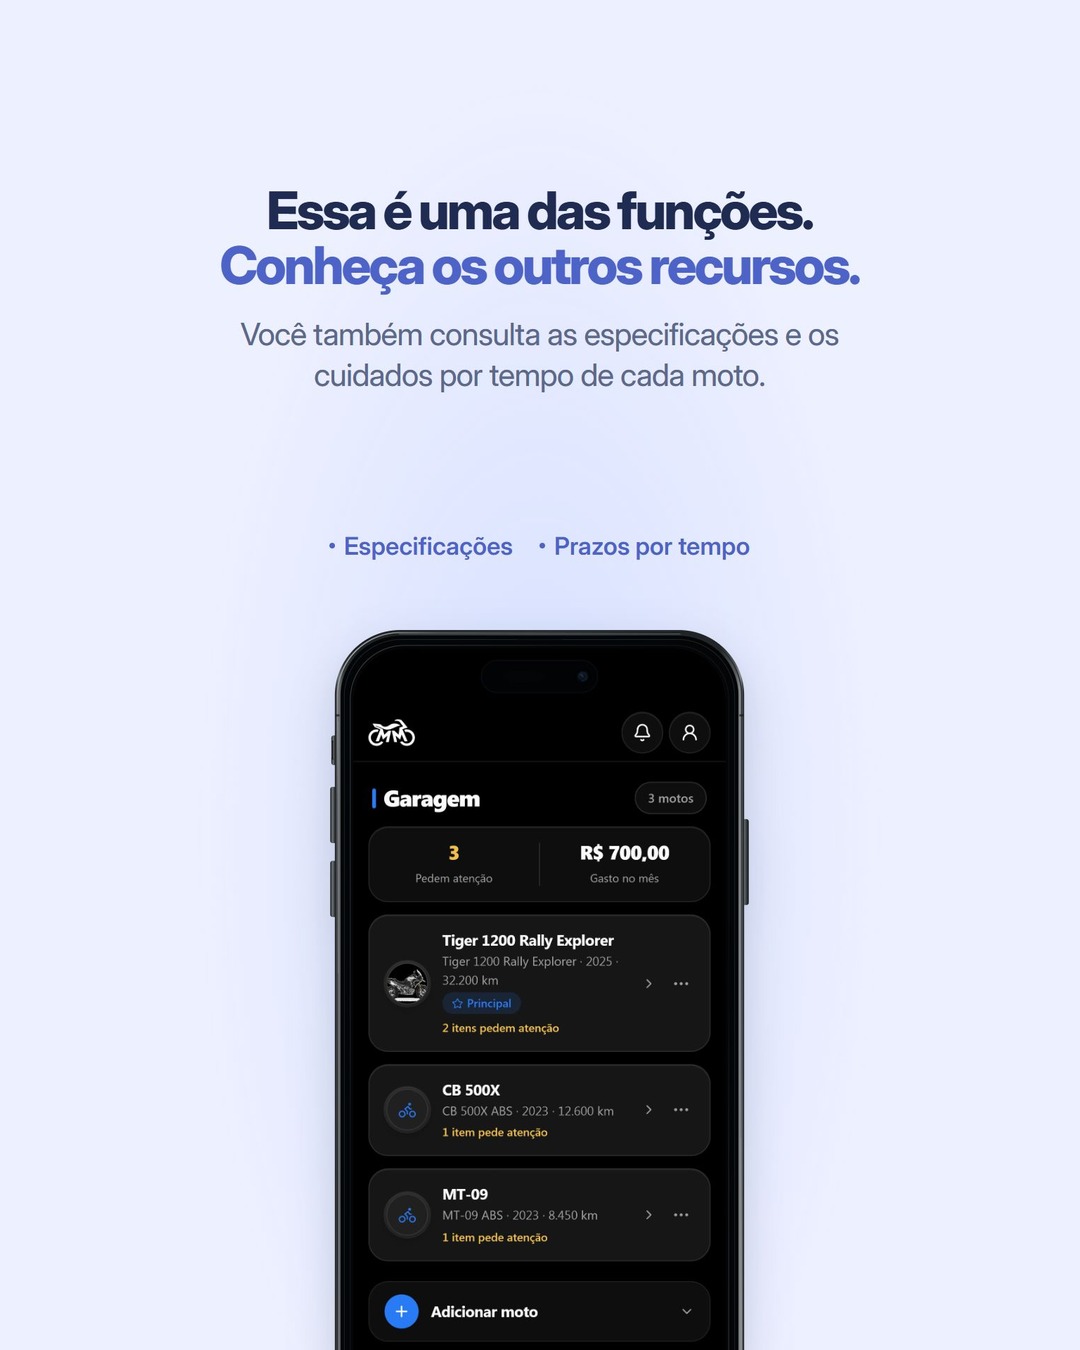 Essa é uma das funções.
Conheça os outros recursos.
Você também consulta as especificações e os
cuidados por tempo de cada moto.
• Especificações • Prazos por tempo
MM
Garagem
3 motos
3
R$ 700,00
Pedem atenção
Gasto no mês
Tiger 1200 Rally Explorer
Tiger 1200 Rally Explorer · 2025 ·
32.200 km
Principal
2 itens pedem atenção
CB 500X
CB 500X ABS · 2023 · 12.600 km
1 item pede atenção
MT-09
MT-09 ABS · 2023 · 8.450 km
1 item pede atenção
Adicionar moto